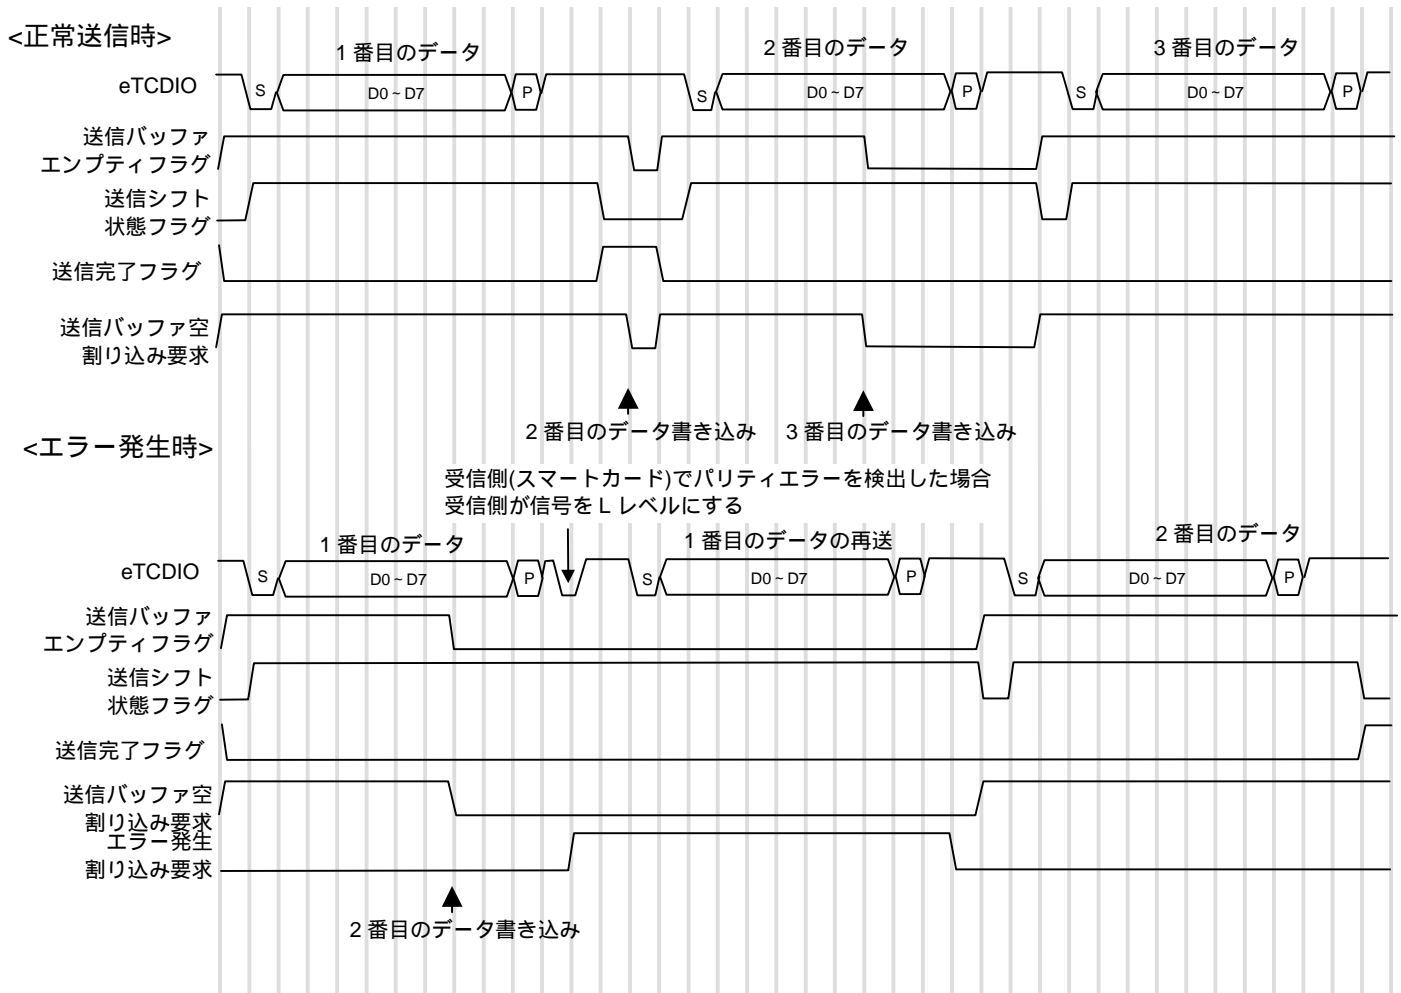 <正常送信時>
1 番目のデータ
2 番目のデータ
3 番目のデータ
eTCDIO
S
D0 ~ D7
P
S
D0 ~ D7
P
S
D0 ~ D7
P
送信バッファ
エンプティフラグ
送信シフト
状態フラグ
送信完了フラグ
送信バッファ空
割り込み要求
2 番目のデータ書き込み
3 番目のデータ書き込み
<エラー発生時>
受信側(スマートカード)でパリティエラーを検出した場合
受信側が信号を L レベルにする
1 番目のデータ
1 番目のデータの再送
2 番目のデータ
eTCDIO
S
D0 ~ D7
P
S
D0 ~ D7
P
S
D0 ~ D7
P
送信バッファ
エンプティフラグ
送信シフト
状態フラグ
送信完了フラグ
送信バッファ空
割り込み要求
エラー発生
割り込み要求
2 番目のデータ書き込み